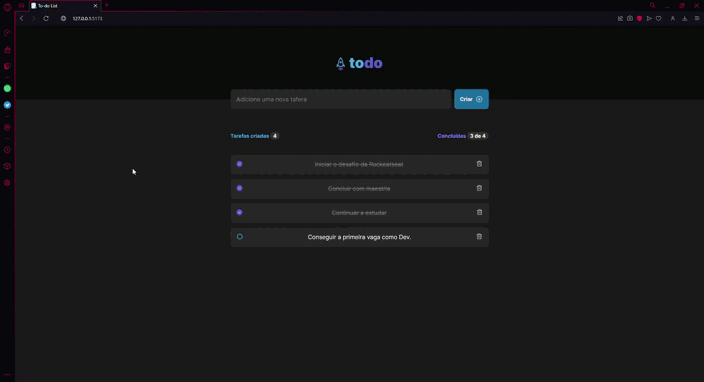 To-do List
127.0.0.1:5173
todo
Adicione uma nova tafera
Criar
Tarefas criadas 4
Concluídas 3 de 4
Iniciar o desafio da Rocketseat
Concluir com maestria
Continuar a estudar
Conseguir a primeira vaga como Dev.